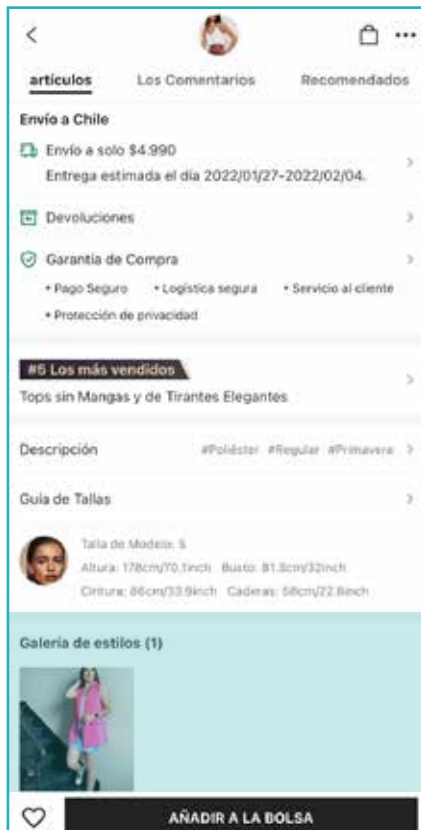 artículos Los Comentarios Recomendados
Envío a Chile
Envío a solo $4.990
Entrega estimada el día 2022/01/27-2022/02/04.
Devoluciones
Garantía de Compra
• Pago Seguro • Logística segura • Servicio al cliente
• Protección de privacidad
#5 Los más vendidos
Tops sin Mangas y de Tirantes Elegantes
Descripción #Poliéster #Regular #Primavera
Guía de Tallas
Talla de Modelo: S
Altura: 178cm/70.1inch Busto: 81.3cm/32inch
Cintura: 86cm/33.9inch Caderas: 58cm/22.8inch
Galería de estilos (1)
AÑADIR A LA BOLSA